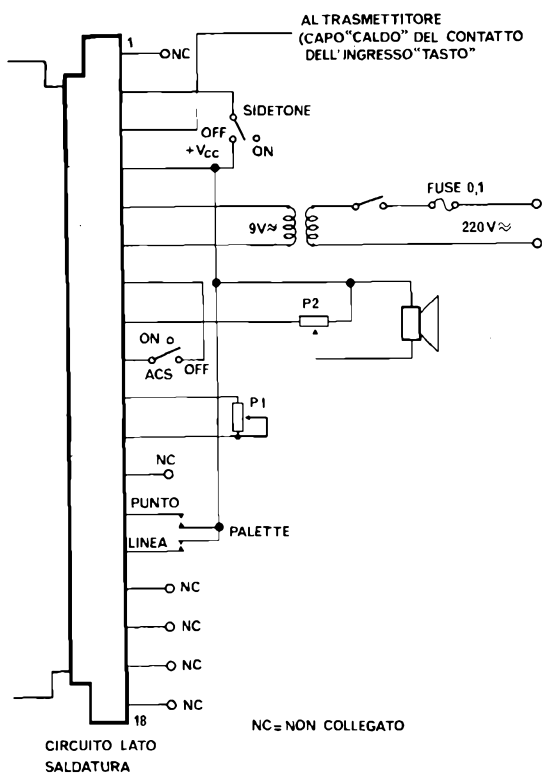 AL TRASMETTITORE
(CAPO "CALDO" DEL CONTATTO
DELL'INGRESSO "TASTO"
1
NC
SIDETONE
OFF
+Vcc
ON
FUSE 0,1
9V≈
220V≈
P2
ON
ACS
OFF
P1
NC
PUNTO
PALETTE
LINEA
NC
NC
NC
NC
18
NC = NON COLLEGATO
CIRCUITO LATO
SALDATURA